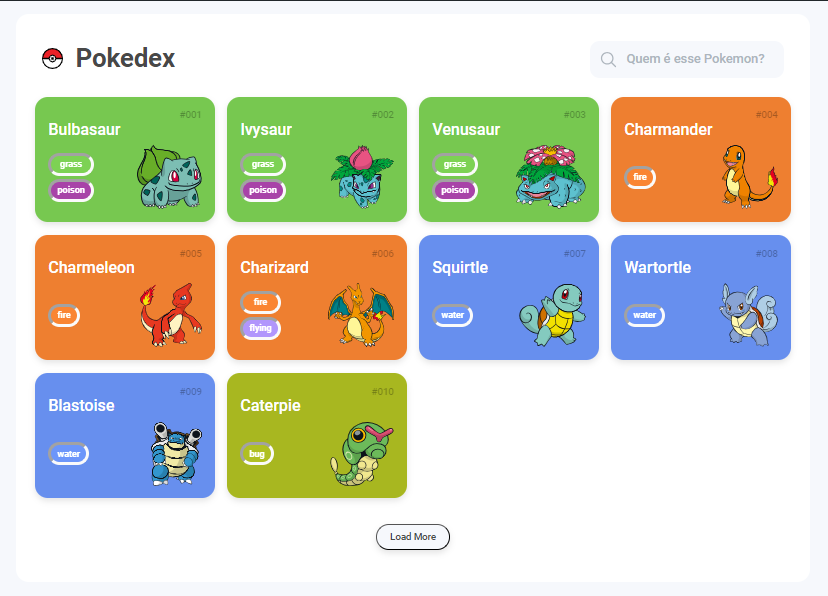 Pokedex
Quem é esse Pokemon?
#001
Bulbasaur
grass
poison
#002
Ivysaur
grass
poison
#003
Venusaur
grass
poison
#004
Charmander
fire
#005
Charmeleon
fire
#006
Charizard
fire
flying
#007
Squirtle
water
#008
Wartortle
water
#009
Blastoise
water
#010
Caterpie
bug
Load More